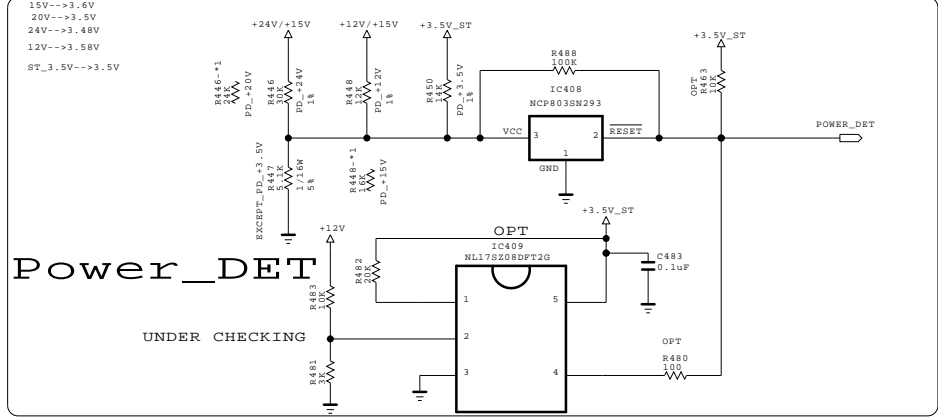 15V-->3.6V
20V-->3.5V
24V-->3.48V
12V-->3.58V
ST_3.5V-->3.5V
+24V/+15V
+12V/+15V
+3.5V_ST
+3.5V_ST
R446-*1
24K
PD_+20V
R446
30K
PD_+24V
1%
R448
12K
PD_+12V
1%
R450
14K
PD_+3.5V
1%
R488
100K
IC408
NCP803SN293
OPT
R463
10K
VCC
3
2
RESET
1
GND
POWER_DET
EXCEPT_PD_+3.5V
R447
5.1K
1/16W
5%
R448-*1
16K
PD_+15V
+12V
+3.5V_ST
OPT
IC409
NL17SZ08DFT2G
Power_DET
R482
20K
C483
0.1uF
R483
10K
1
5
UNDER CHECKING
2
R481
3K
3
4
OPT
R480
100